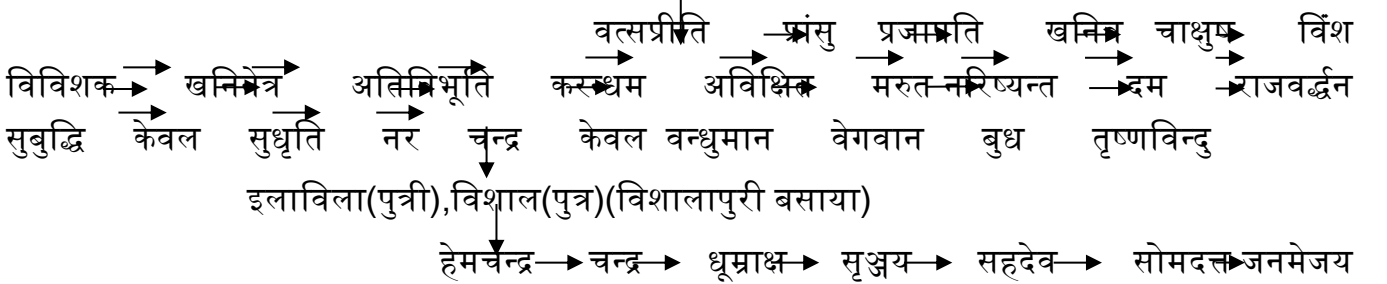 वत्सप्रीति प्रांसु प्रजापति खनित्र चाक्षुष विंश
विविशक खनिनेत्र अतिविभूति करन्धम अविक्षित मरुत नरिष्यन्त दम राजवर्द्धन
सुबुद्धि केवल सुधृति नर चन्द्र केवल वन्धुमान वेगवान बुध तृष्णविन्दु
इलाविला(पुत्री),विशाल(पुत्र)(विशालापुरी बसाया)
हेमचन्द्र चन्द्र धूम्राक्ष सृञ्जय सहदेव सोमदत्त जनमेजय